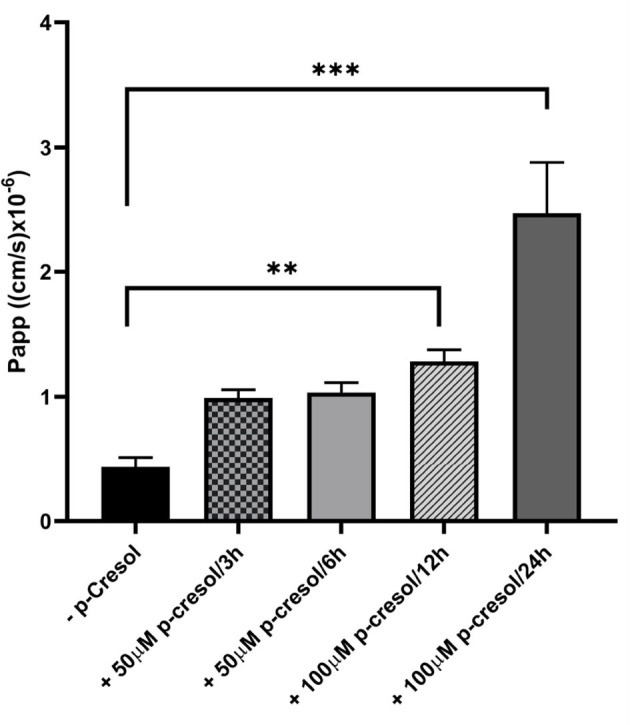 4
3
2
1
0
Papp ((cm/s)x10⁻⁶)
***
**
- p-Cresol
+ 50μM p-cresol/3h
+ 50μM p-cresol/6h
+ 100μM p-cresol/12h
+ 100μM p-cresol/24h